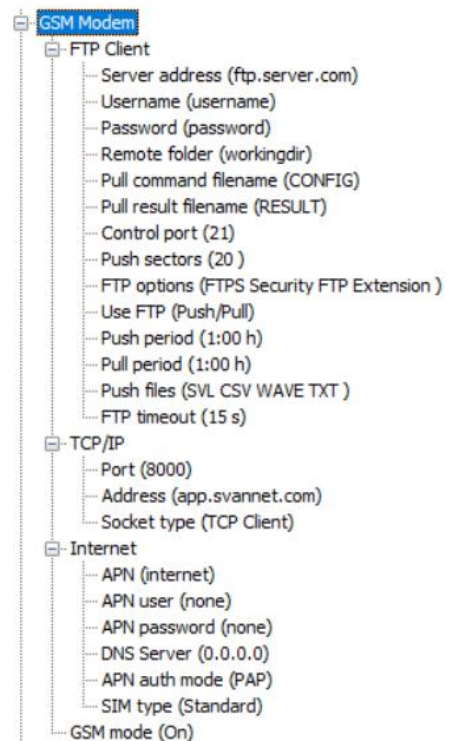 GSM Modem
FTP Client
Server address (ftp.server.com)
Username (username)
Password (password)
Remote folder (workingdir)
Pull command filename (CONFIG)
Pull result filename (RESULT)
Control port (21)
Push sectors (20 )
FTP options (FTPS Security FTP Extension )
Use FTP (Push/Pull)
Push period (1:00 h)
Pull period (1:00 h)
Push files (SVL CSV WAVE TXT )
FTP timeout (15 s)
TCP/IP
Port (8000)
Address (app.svannet.com)
Socket type (TCP Client)
Internet
APN (internet)
APN user (none)
APN password (none)
DNS Server (0.0.0.0)
APN auth mode (PAP)
SIM type (Standard)
GSM mode (On)